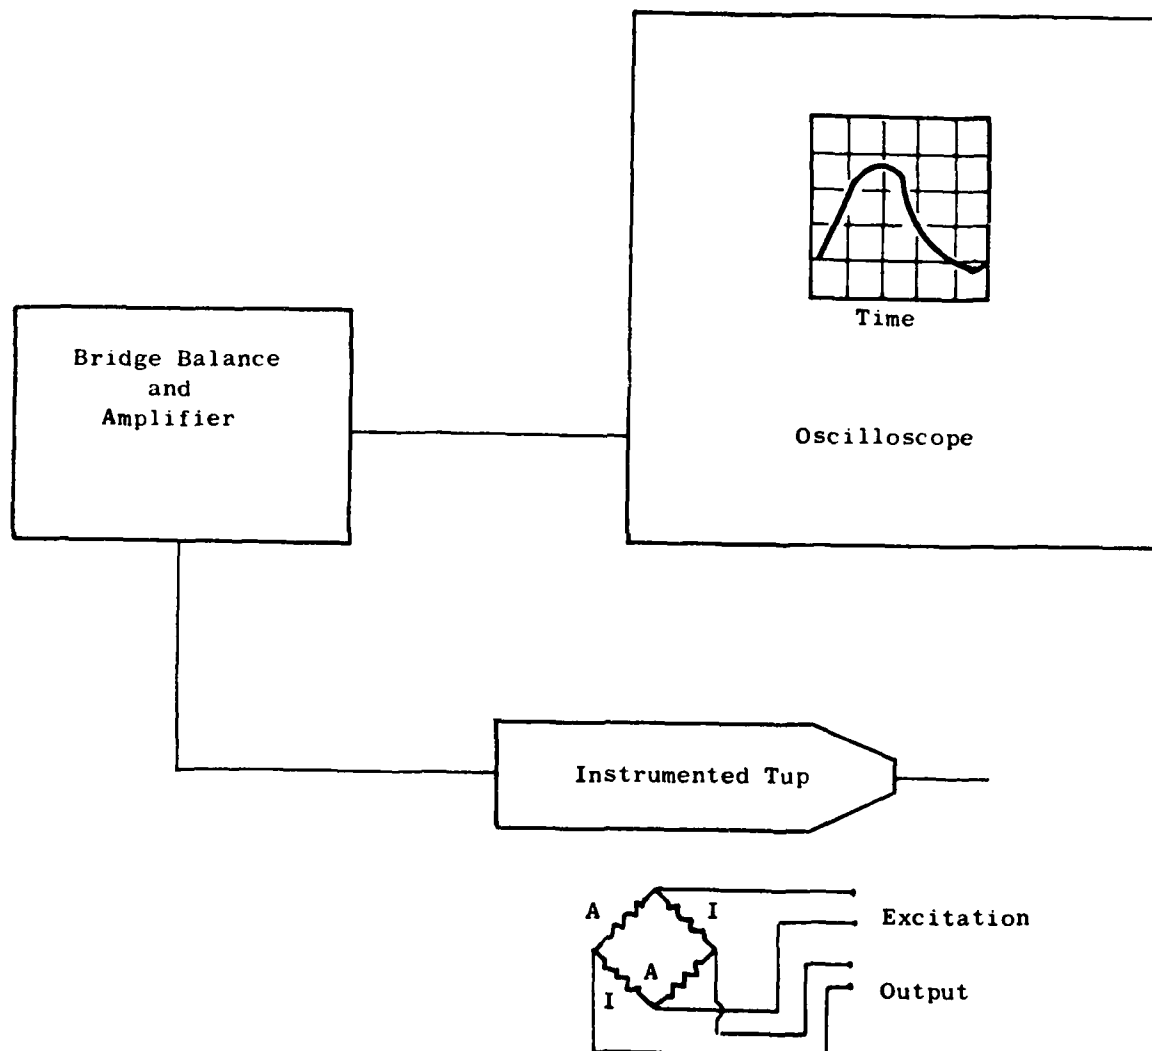 Time
Bridge Balance
and
Amplifier
Oscilloscope
Instrumented Tup
A
I
Excitation
A
I
Output